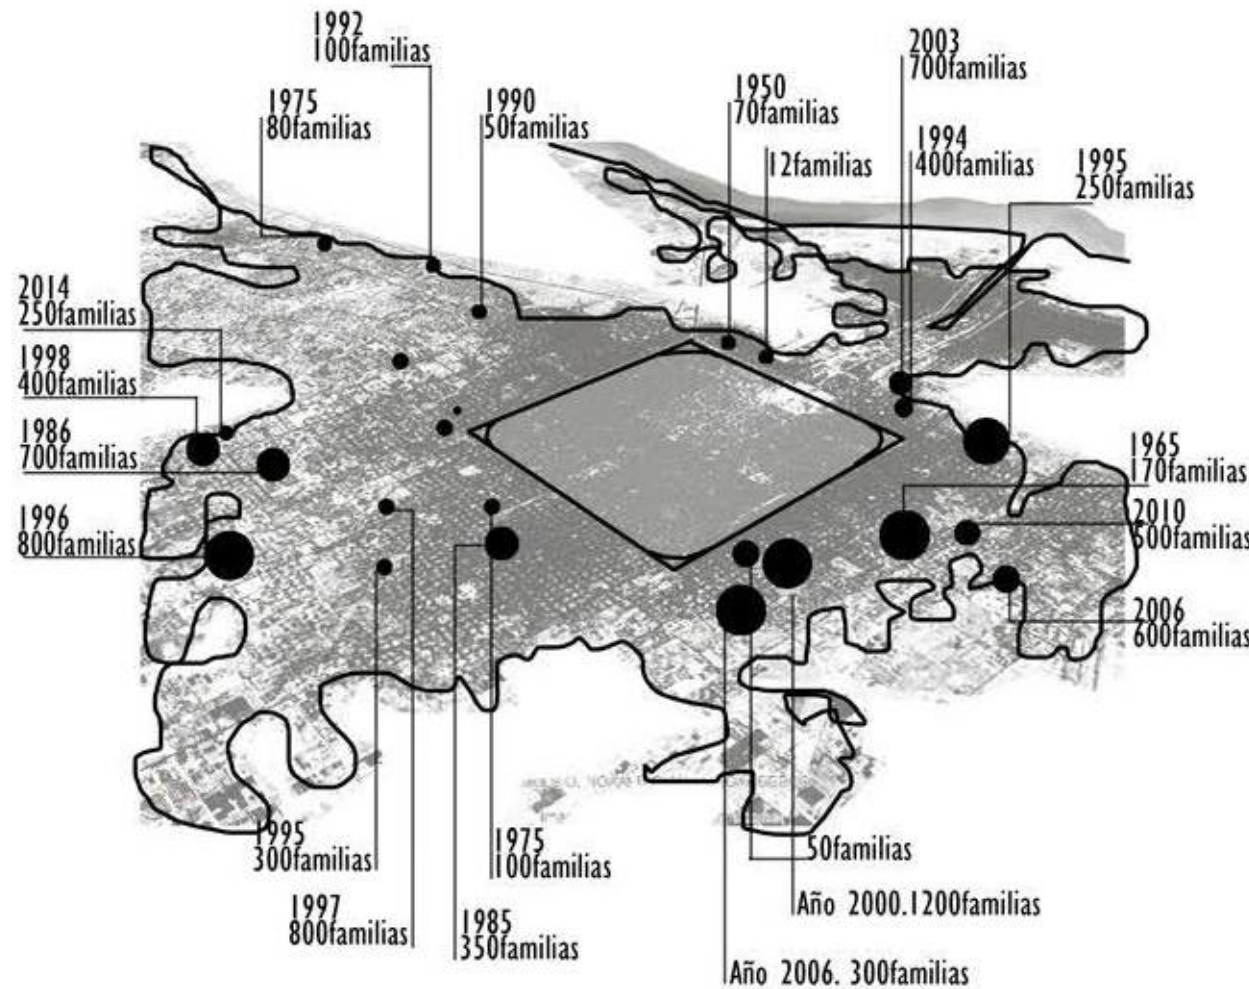 1992
100familias
2003
700familias
1975
80familias
1990
50familias
1950
70familias
12familias
1994
400familias
1995
250familias
2014
250familias
1998
400familias
1986
700familias
1996
800familias
1965
170familias
2010
500familias
2006
600familias
1995
300familias
1975
100familias
50familias
1997
800familias
1985
350familias
Año 2000.1200familias
Año 2006. 300familias